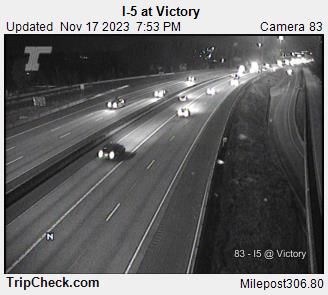 I-5 at Victory
Updated Nov 17 2023 7:53 PM Camera 83
T
N
83 - I5 @ Victory
TripCheck.com Milepost306.80